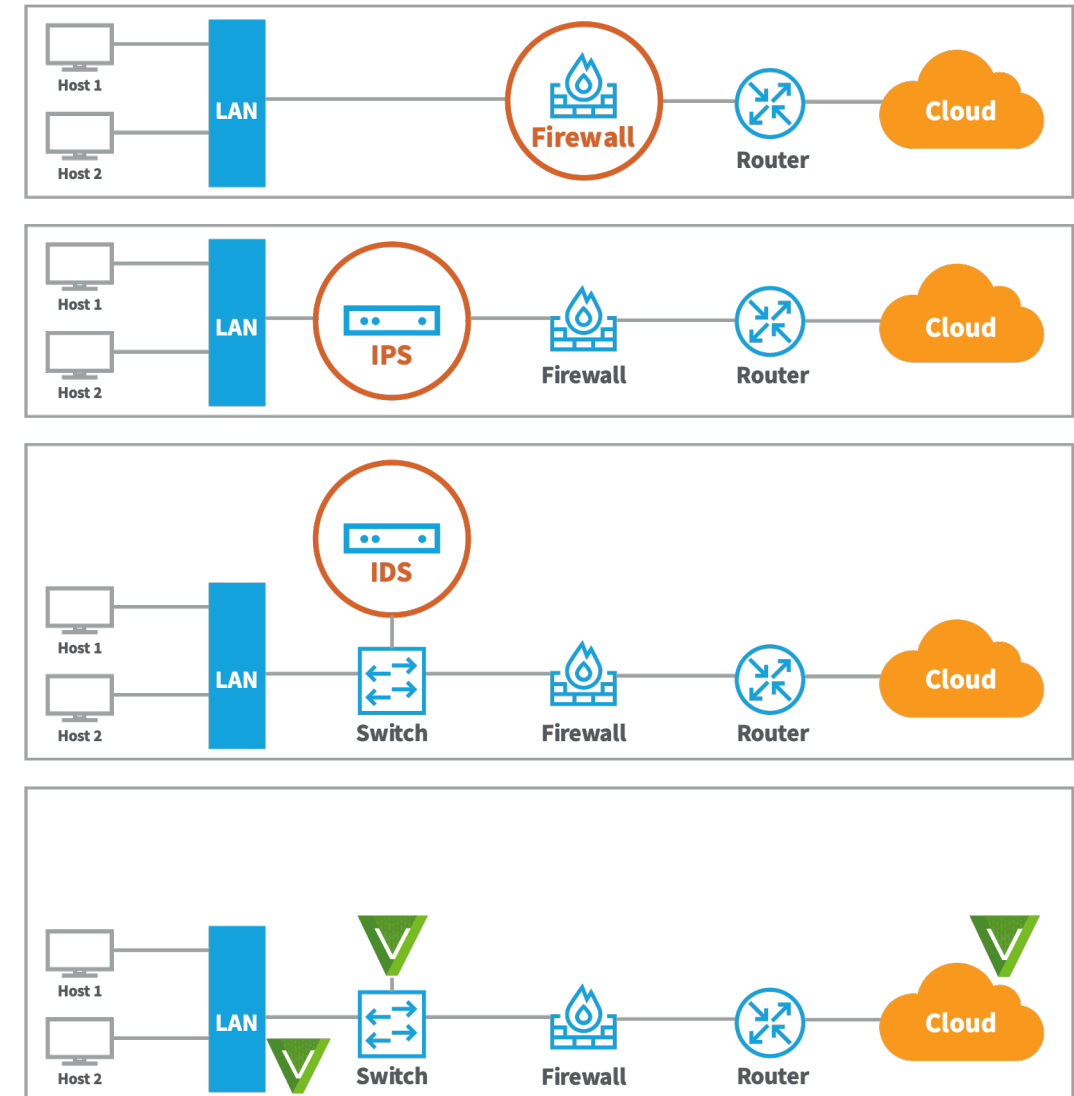 Host 1
Host 2
LAN
Firewall
Router
Cloud
Host 1
Host 2
LAN
IPS
Firewall
Router
Cloud
IDS
Host 1
Host 2
LAN
Switch
Firewall
Router
Cloud
Host 1
Host 2
LAN
Switch
Firewall
Router
Cloud